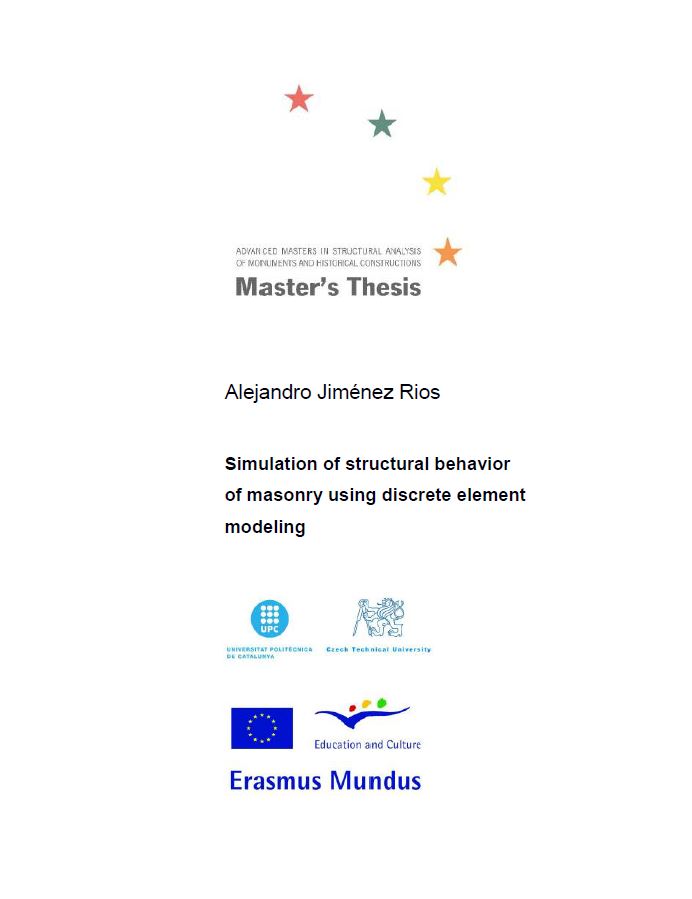 ADVANCED MASTERS IN STRUCTURAL ANALYSIS
OF MONUMENTS AND HISTORICAL CONSTRUCTIONS
Master's Thesis
Alejandro Jiménez Rios
Simulation of structural behavior
of masonry using discrete element
modeling
UPC
UNIVERSITAT POLITÈCNICA
DE CATALUNYA
Czech Technical University
Education and Culture
Erasmus Mundus